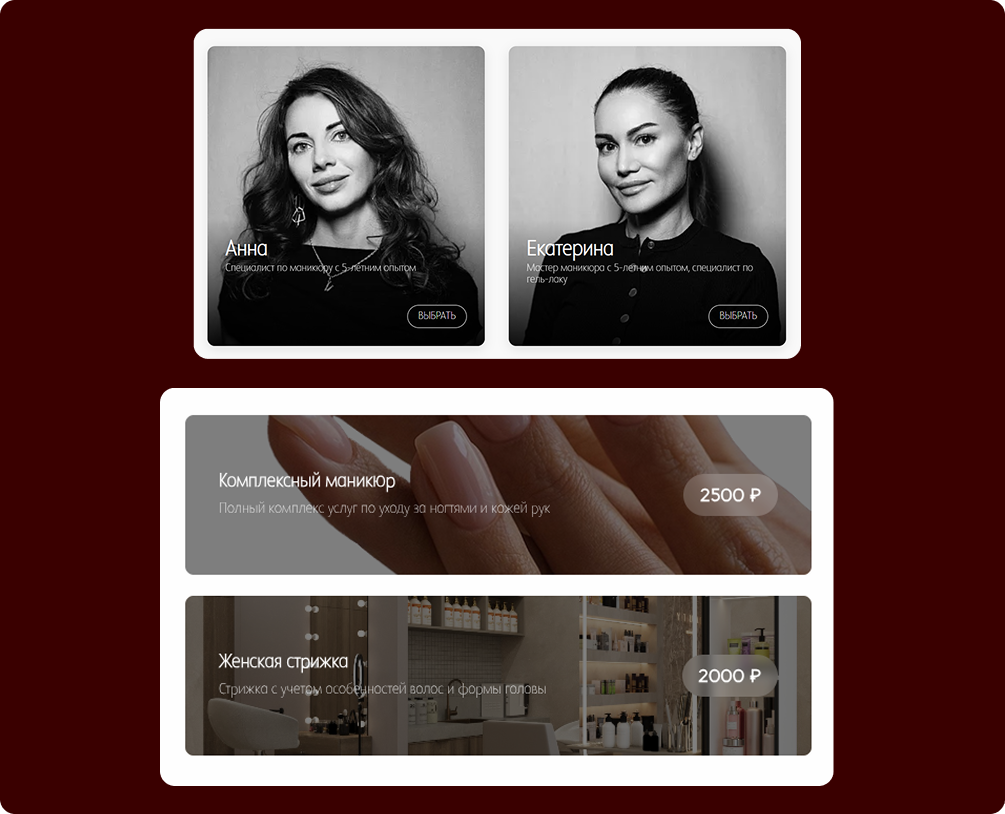 Анна
Специалист по маникюру с 5-летним опытом
ВЫБРАТЬ
Екатерина
Мастер маникюра с 5-летним опытом, специалист по
гель-лаку
ВЫБРАТЬ
Комплексный маникюр
Полный комплекс услуг по уходу за ногтями и кожей рук
2500 ₽
Женская стрижка
Стрижка с учетом особенностей волос и формы головы
2000 ₽